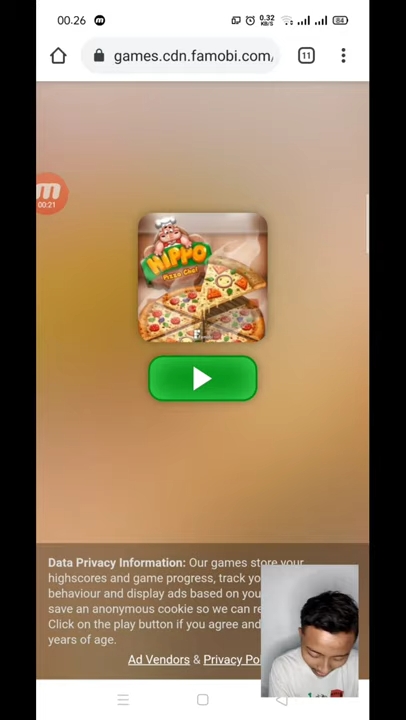 00.26
0.32
KB/S
84
games.cdn.famobi.com/
11
00:21
HIPPO
Pizza Chef
Data Privacy Information: Our games store your
highscores and game progress, track yo
behaviour and display ads based on you
save an anonymous cookie so we can re
Click on the play button if you agree and
years of age.
Ad Vendors & Privacy Po